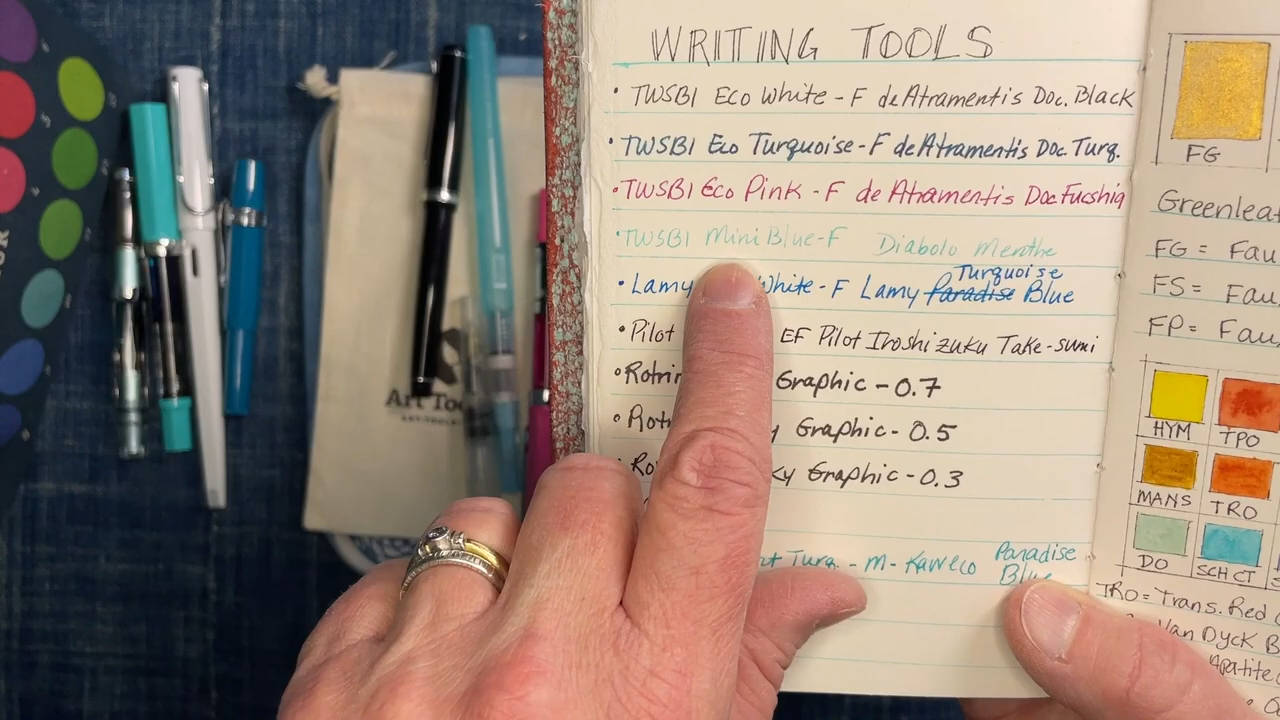 WRITING TOOLS
• TWSBI Eco White - F de Atramentis Doc. Black
• TWSBI Eco Turquoise - F de Atramentis Doc. Turq.
• TWSBI Eco Pink - F de Atramentis Doc Fucshia
• TWSBI Mini Blue - F Diabolo Menthe
Turquoise
• Lamy White - F Lamy Paradise Blue
• Pilot EF Pilot Iroshizuku Take-sumi
Graphic - 0.7
Graphic - 0.5
Graphic - 0.3
Turq. - M - Kaweco Paradise
Blue
FG
Greenlea
FG = Fau
FS = Fau
FP = Fau
HYM TPO
MANS TRO
DO SCH CT
TRO = Trans. Red
Van Dyck B
Apatite
Art Too